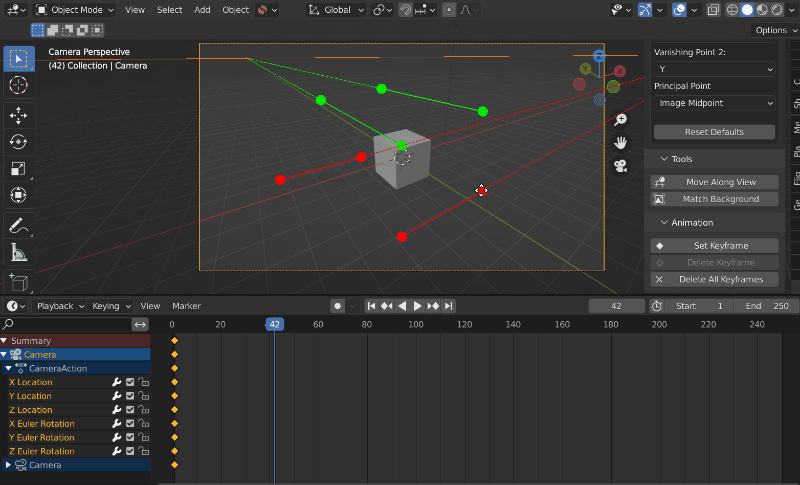 Object Mode View Select Add Object Global
Options
Camera Perspective
(42) Collection | Camera
Z
Y
X
Vanishing Point 2:
Y
Principal Point
Image Midpoint
Reset Defaults
Tools
Move Along View
Match Background
Animation
Set Keyframe
Delete Keyframe
Delete All Keyframes
Playback Keying View Marker 42 Start 1 End 250
0 20 42 60 80 100 120 140 160 180 200 220 240
Summary
Camera
CameraAction
X Location
Y Location
Z Location
X Euler Rotation
Y Euler Rotation
Z Euler Rotation
Camera